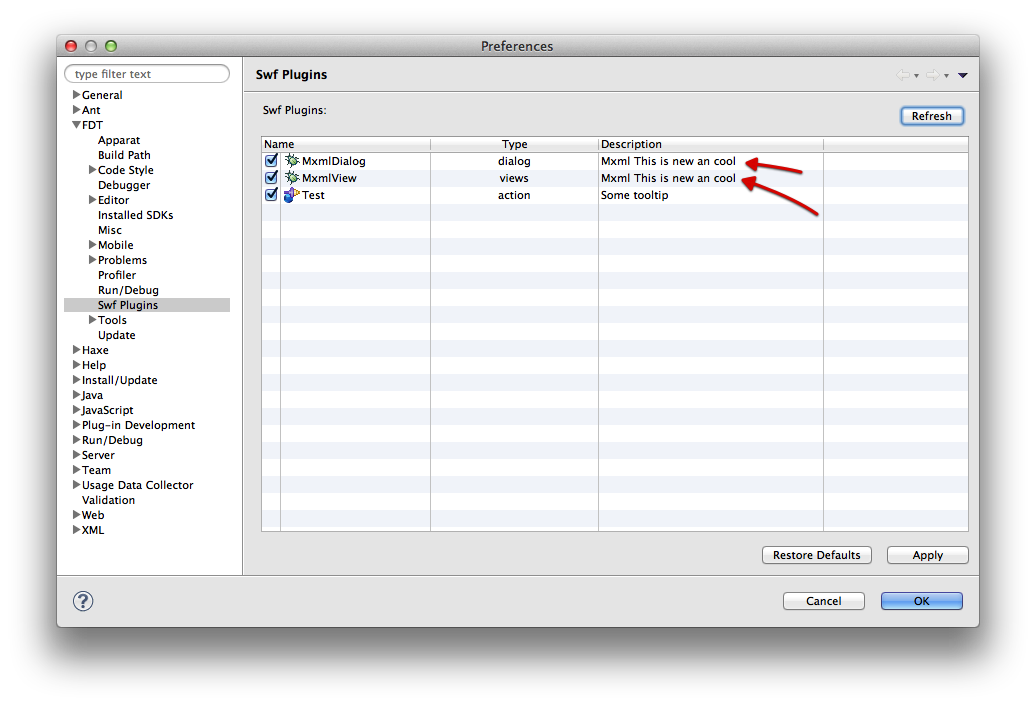 Preferences
type filter text
General
Ant
FDT
Apparat
Build Path
Code Style
Debugger
Editor
Installed SDKs
Misc
Mobile
Problems
Profiler
Run/Debug
Swf Plugins
Tools
Update
Haxe
Help
Install/Update
Java
JavaScript
Plug-in Development
Run/Debug
Server
Team
Usage Data Collector
Validation
Web
XML
Swf Plugins
Swf Plugins:
Refresh
Name Type Description
MxmlDialog dialog Mxml This is new an cool
MxmlView views Mxml This is new an cool
Test action Some tooltip
Restore Defaults Apply
? Cancel OK